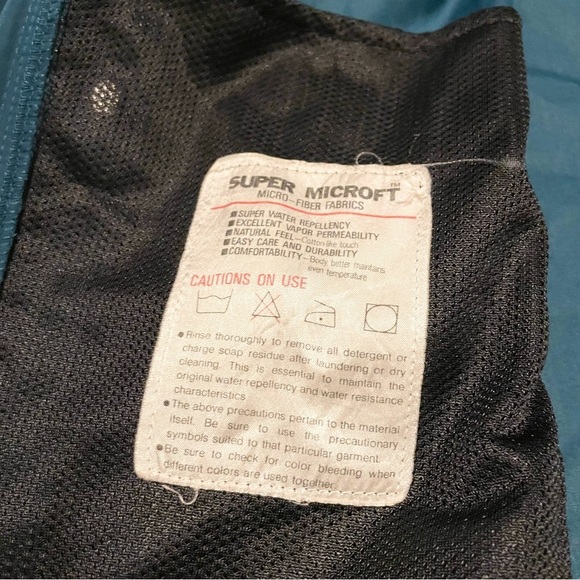 SUPER MICROFT™
MICRO-FIBER FABRICS
■SUPER WATER REPELLENCY
■EXCELLENT VAPOR PERMEABILITY
■NATURAL FEEL—Cotton-like touch
■EASY CARE AND DURABILITY
■COMFORTABILITY—Body better maintains
even temperature
CAUTIONS ON USE
●Rinse thoroughly to remove all detergent or
charge soap residue after laundering or dry
cleaning. This is essential to maintain the
original water repellency and water resistance
characteristics
●The above precautions pertain to the material
itself. Be sure to use the precautionary
symbols suited to that particular garment.
●Be sure to check for color bleeding when
different colors are used together.